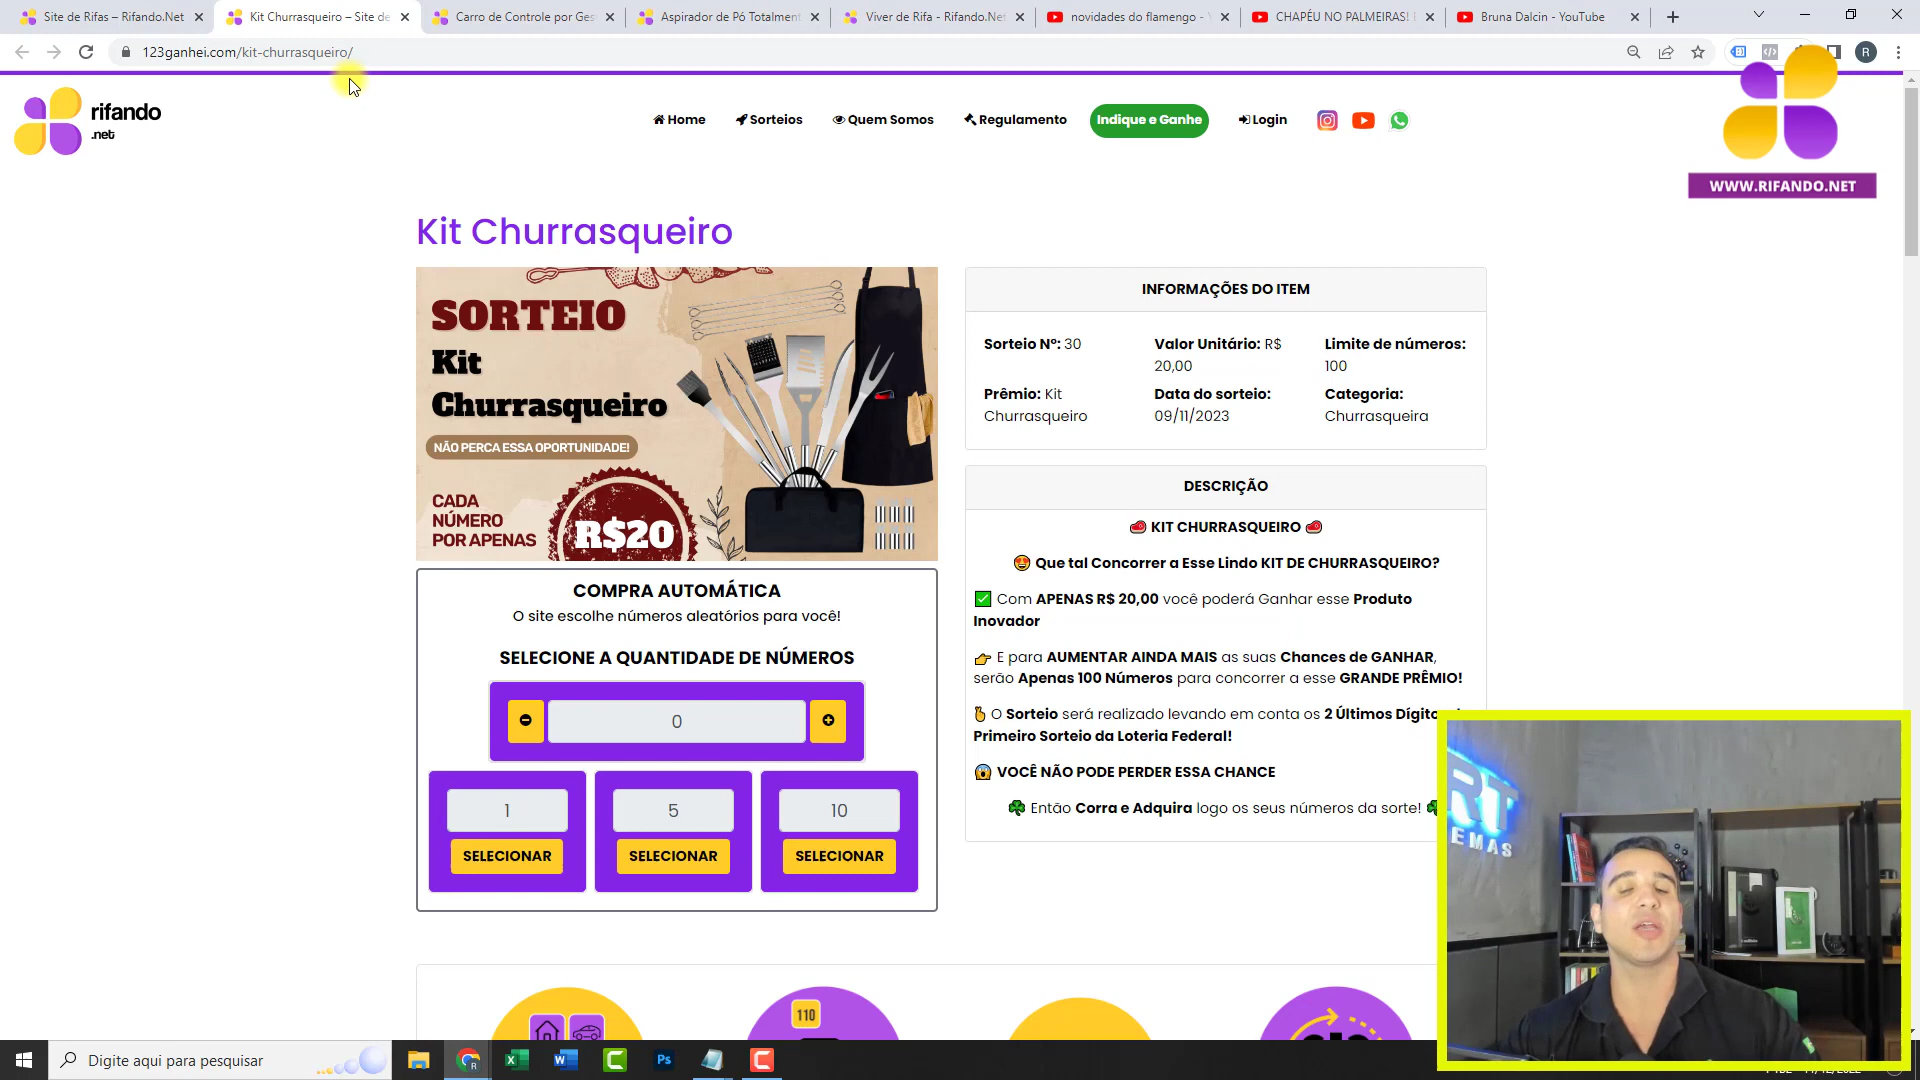 Site de Rifas – Rifando.Net
Kit Churrasqueiro – Site de
Carro de Controle por Ges
Aspirador de Pó Totalment
Viver de Rifa - Rifando.Net
novidades do flamengo - Y
CHAPÉU NO PALMEIRAS!
Bruna Dalcin - YouTube
123ganhei.com/kit-churrasqueiro/
R
rifando
.net
Home
Sorteios
Quem Somos
Regulamento
Indique e Ganhe
Login
WWW.RIFANDO.NET
Kit Churrasqueiro
SORTEIO
Kit
Churrasqueiro
NÃO PERCA ESSA OPORTUNIDADE!
CADA
NÚMERO
POR APENAS
R$20
COMPRA AUTOMÁTICA
O site escolhe números aleatórios para você!
SELECIONE A QUANTIDADE DE NÚMEROS
0
1
5
10
SELECIONAR
SELECIONAR
SELECIONAR
INFORMAÇÕES DO ITEM
Sorteio Nº: 30
Valor Unitário: R$
20,00
Limite de números:
100
Prêmio: Kit
Churrasqueiro
Data do sorteio:
09/11/2023
Categoria:
Churrasqueira
DESCRIÇÃO
🥩 KIT CHURRASQUEIRO 🥩
😍 Que tal Concorrer a Esse Lindo KIT DE CHURRASQUEIRO?
✅ Com APENAS R$ 20,00 você poderá Ganhar esse Produto
Inovador
👉 E para AUMENTAR AINDA MAIS as suas Chances de GANHAR,
serão Apenas 100 Números para concorrer a esse GRANDE PRÊMIO!
🫰 O Sorteio será realizado levando em conta os 2 Últimos Dígitos
Primeiro Sorteio da Loteria Federal!
😱 VOCÊ NÃO PODE PERDER ESSA CHANCE
🍀 Então Corra e Adquira logo os seus números da sorte! 🍀
110
RT
EMAS
Digite aqui para pesquisar
Ps